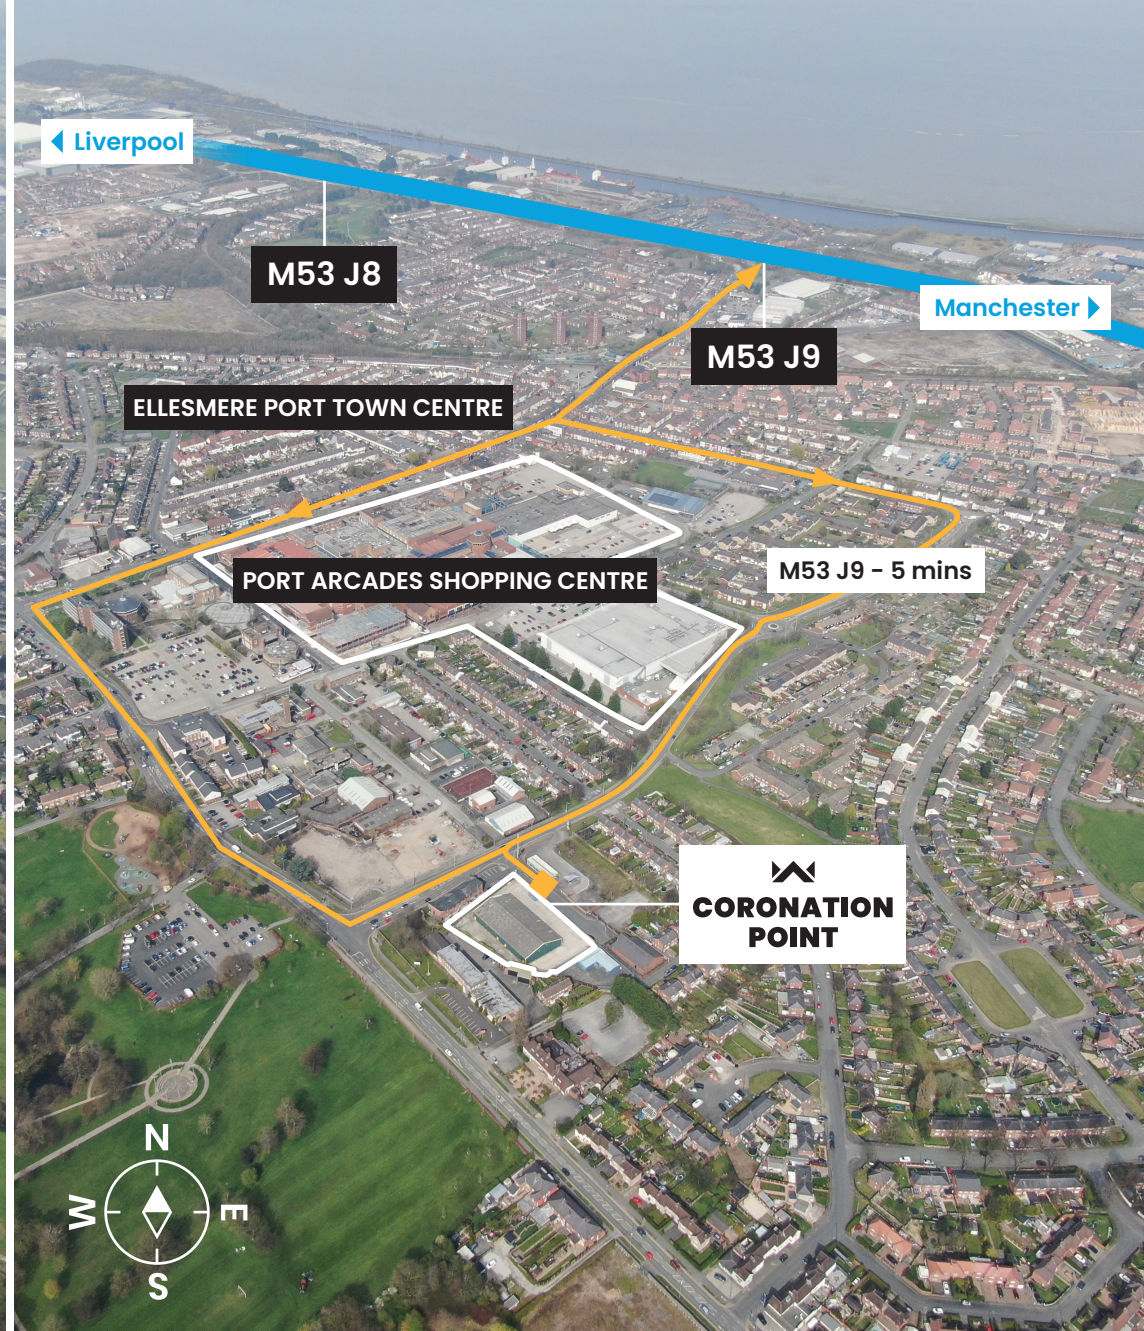 Liverpool
M53 J8
Manchester
M53 J9
ELLESMERE PORT TOWN CENTRE
M53 J9 - 5 mins
PORT ARCADES SHOPPING CENTRE
CORONATION
POINT
N
W
E
S